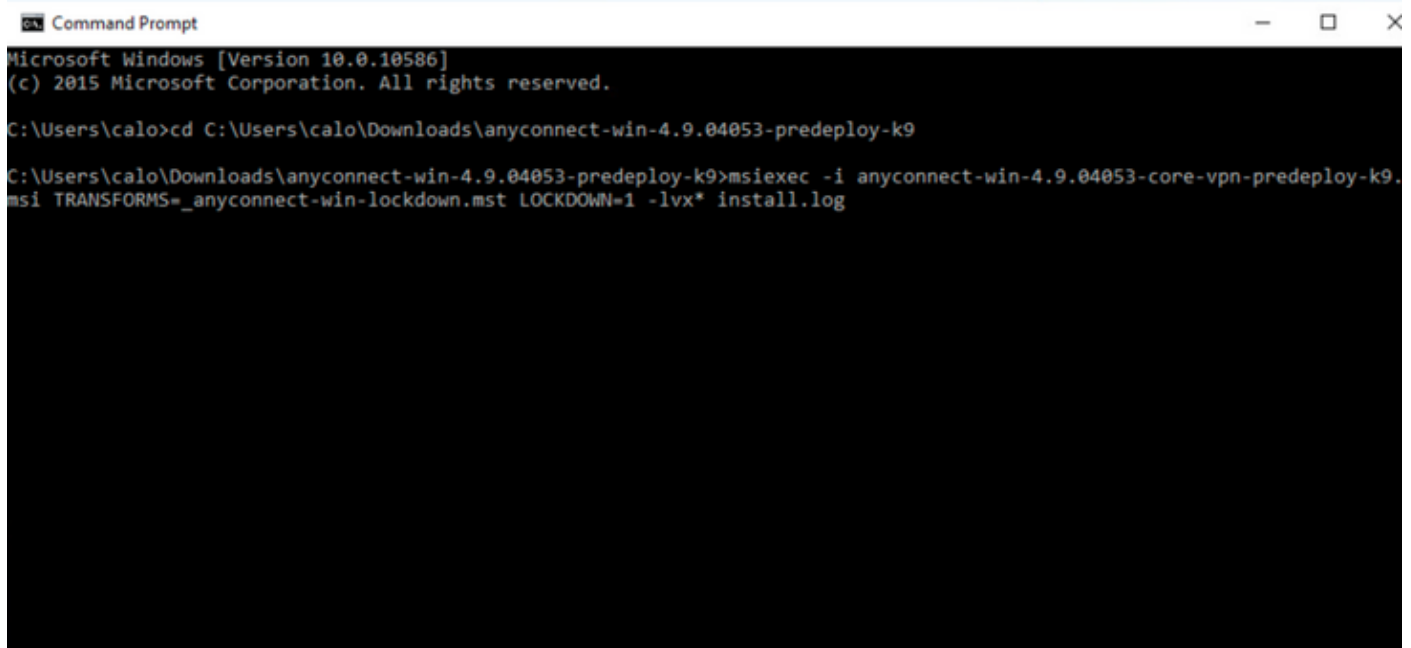 Command Prompt
Microsoft Windows [Version 10.0.10586]
(c) 2015 Microsoft Corporation. All rights reserved.
C:\Users\calo>cd C:\Users\calo\Downloads\anyconnect-win-4.9.04053-predeploy-k9
C:\Users\calo\Downloads\anyconnect-win-4.9.04053-predeploy-k9>msiexec -i anyconnect-win-4.9.04053-core-vpn-predeploy-k9.
msi TRANSFORMS=_anyconnect-win-lockdown.mst LOCKDOWN=1 -lvx* install.log